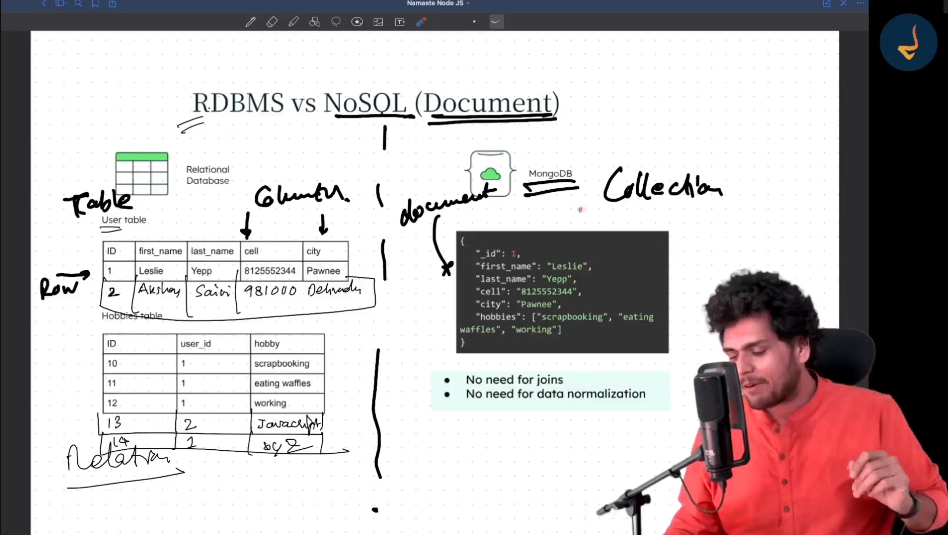 Namaste Node JS
RDBMS vs NoSQL (Document)
Relational
Database
Table
Column
User table
ID first_name last_name cell city
1 Leslie Yepp 8125552344 Pawnee
Row
2 Akshay Saini 981000
Hobbies table
ID user_id hobby
10 1 scrapbooking
11 1 eating waffles
12 1 working
13 2 Javascript
14 1
Relation
MongoDB
Collection
document
{
"_id": 1,
"first_name": "Leslie",
"last_name": "Yepp",
"cell": "8125552344",
"city": "Pawnee",
"hobbies": ["scrapbooking", "eating
waffles", "working"]
}
No need for joins
No need for data normalization